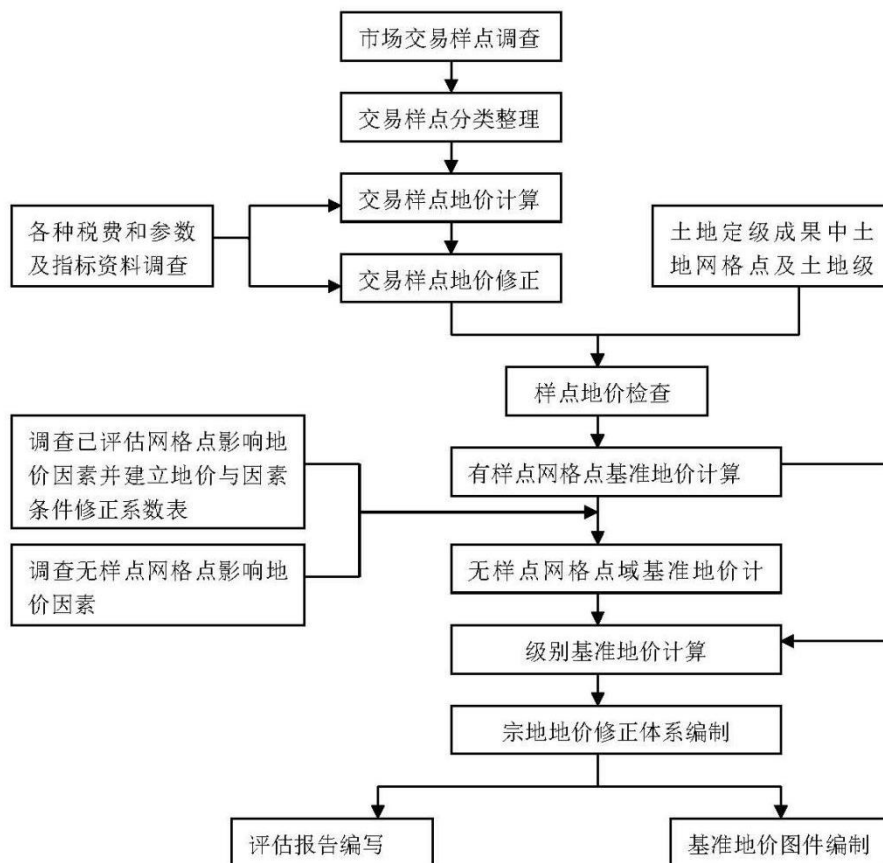 市场交易样点调查
交易样点分类整理
交易样点地价计算
各种税费和参数
及指标资料调查
土地定级成果中土
地网格点及土地级
交易样点地价修正
样点地价检查
调查已评估网格点影响地
价因素并建立地价与因素
条件修正系数表
有样点网格点基准地价计算
调查无样点网格点影响地
价因素
无样点网格点域基准地价计
级别基准地价计算
宗地地价修正体系编制
评估报告编写
基准地价图件编制